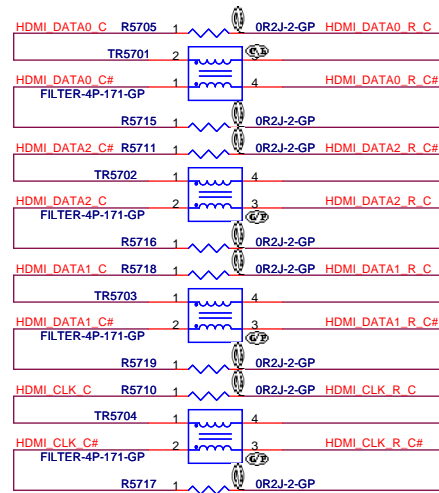 HDMI_DATA0_C R5705 1 0R2J-2-GP HDMI_DATA0_R_C
TR5701 2
HDMI_DATA0_C# 1 4 HDMI_DATA0_R_C#
FILTER-4P-171-GP
R5715 1 0R2J-2-GP
HDMI_DATA2_C# R5711 1 0R2J-2-GP HDMI_DATA2_R_C#
TR5702 1 4
HDMI_DATA2_C 2 3 HDMI_DATA2_R_C
FILTER-4P-171-GP
R5716 1 0R2J-2-GP
HDMI_DATA1_C R5718 1 0R2J-2-GP HDMI_DATA1_R_C
TR5703 1 4
HDMI_DATA1_C# 2 3 HDMI_DATA1_R_C#
FILTER-4P-171-GP
R5719 1 0R2J-2-GP
HDMI_CLK_C R5710 1 0R2J-2-GP HDMI_CLK_R_C
TR5704 1 4
HDMI_CLK_C# 2 3 HDMI_CLK_R_C#
FILTER-4P-171-GP
R5717 1 0R2J-2-GP